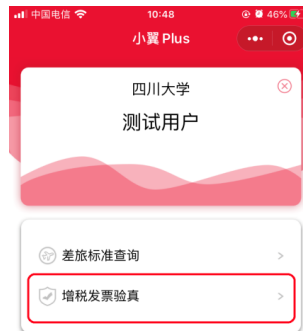 中国电信 10:48 46%
小翼 Plus
四川大学
测试用户
差旅标准查询
增税发票验真